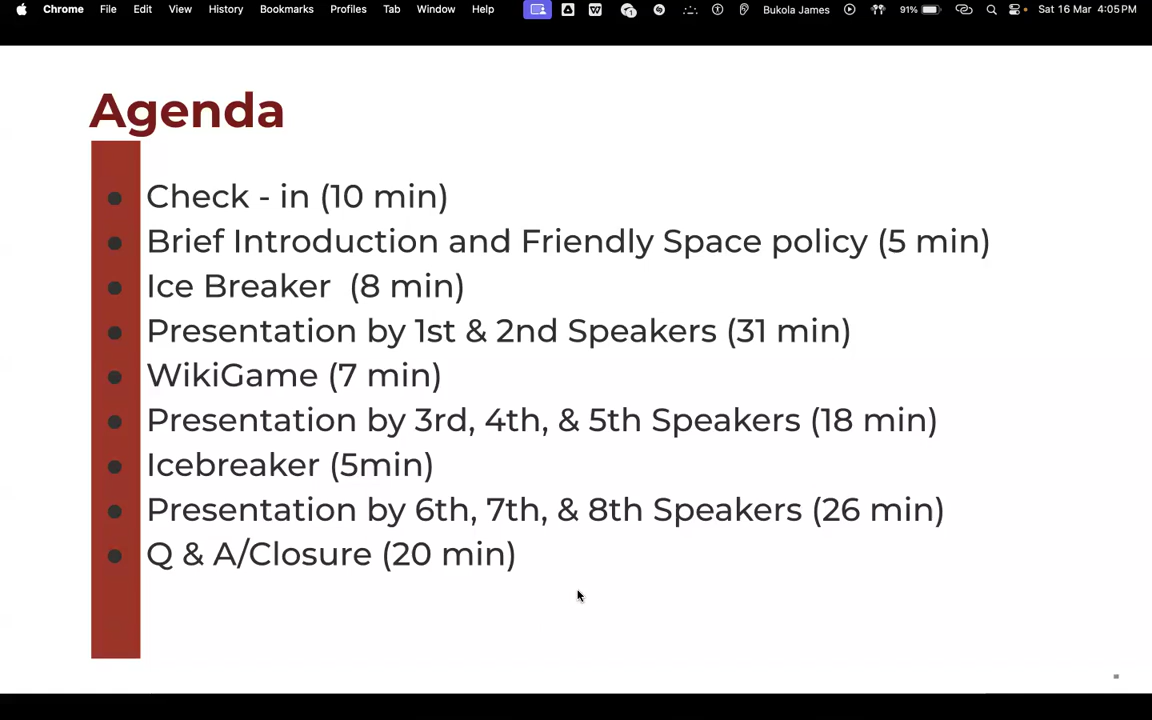 Chrome File Edit View History Bookmarks Profiles Tab Window Help Bukola James 91% Sat 16 Mar 4:05 PM
Agenda
• Check - in (10 min)
• Brief Introduction and Friendly Space policy (5 min)
• Ice Breaker  (8 min)
• Presentation by 1st & 2nd Speakers (31 min)
• WikiGame (7 min)
• Presentation by 3rd, 4th, & 5th Speakers (18 min)
• Icebreaker (5min)
• Presentation by 6th, 7th, & 8th Speakers (26 min)
• Q & A/Closure (20 min)